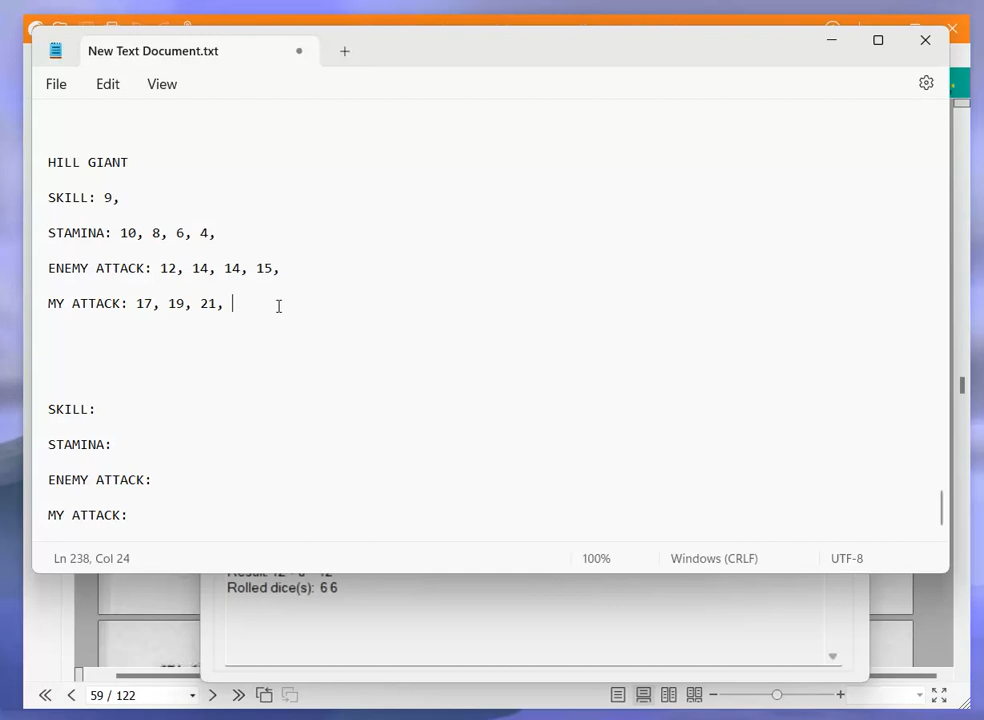 New Text Document.txt
File Edit View
HILL GIANT
SKILL: 9,
STAMINA: 10, 8, 6, 4,
ENEMY ATTACK: 12, 14, 14, 15,
MY ATTACK: 17, 19, 21,
SKILL:
STAMINA:
ENEMY ATTACK:
MY ATTACK:
Ln 238, Col 24 100% Windows (CRLF) UTF-8
Rolled dice(s): 6 6
59 / 122